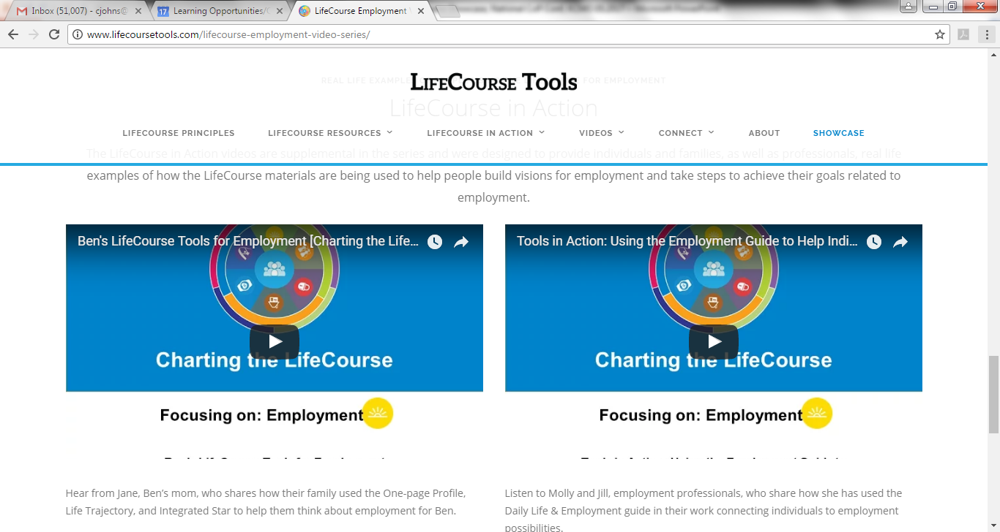 Inbox (51,007) - cjohns@
17
Learning Opportunities/
LifeCourse Employment
www.lifecoursetools.com/lifecourse-employment-video-series/
REAL LIFE EXAMPLE FOR EMPLOYMENT
LIFECOURSE TOOLS
LifeCourse in Action
LIFECOURSE PRINCIPLES LIFECOURSE RESOURCES LIFECOURSE IN ACTION VIDEOS CONNECT ABOUT SHOWCASE
The LifeCourse in Action videos are supplemental in the series and were designed to provide individuals and families, as well as professionals, real life
examples of how the LifeCourse materials are being used to help people build visions for employment and take steps to achieve their goals related to
employment.
Ben's LifeCourse Tools for Employment [Charting the Life...
Charting the LifeCourse
Focusing on: Employment
Tools in Action: Using the Employment Guide to Help Indi...
Charting the LifeCourse
Focusing on: Employment
Hear from Jane, Ben's mom, who shares how their family used the One-page Profile,
Life Trajectory, and Integrated Star to help them think about employment for Ben.
Listen to Molly and Jill, employment professionals, who share how she has used the
Daily Life & Employment guide in their work connecting individuals to employment
possibilities.